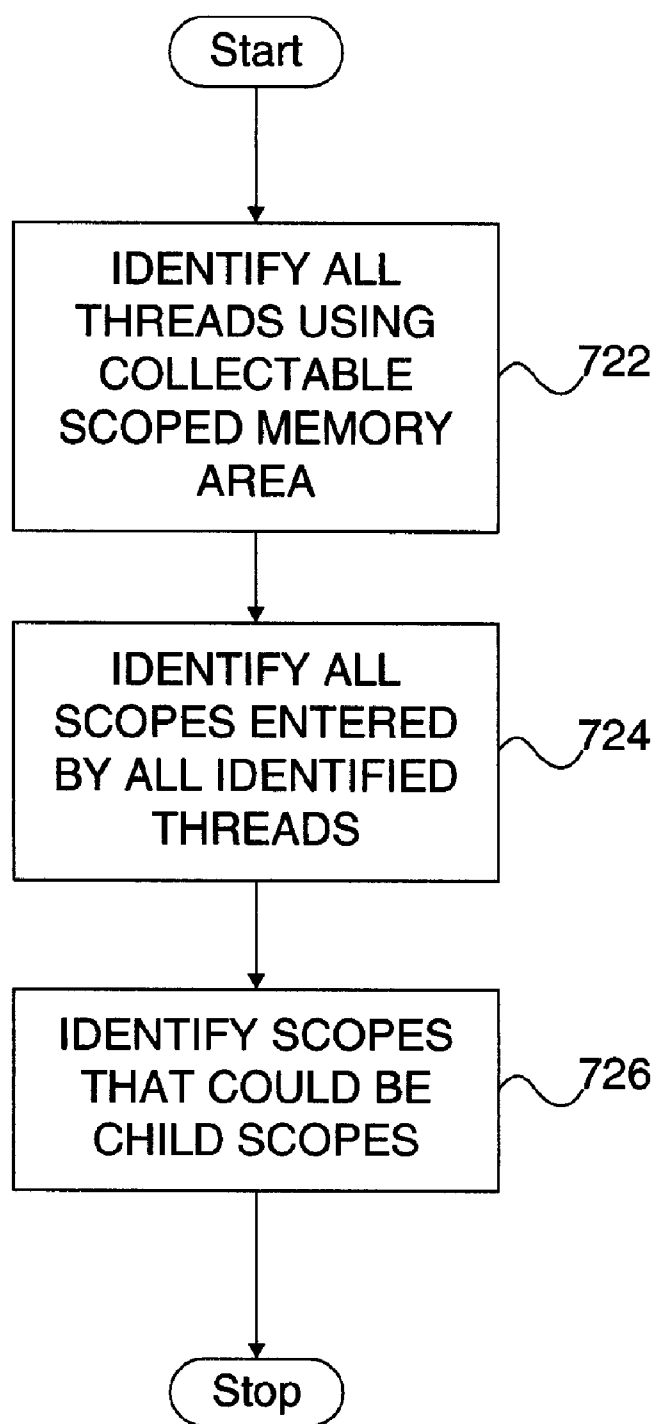 Start
IDENTIFY ALL
THREADS USING
COLLECTABLE
SCOPED MEMORY
AREA
722
IDENTIFY ALL
SCOPES ENTERED
BY ALL IDENTIFIED
THREADS
724
IDENTIFY SCOPES
THAT COULD BE
CHILD SCOPES
726
Stop